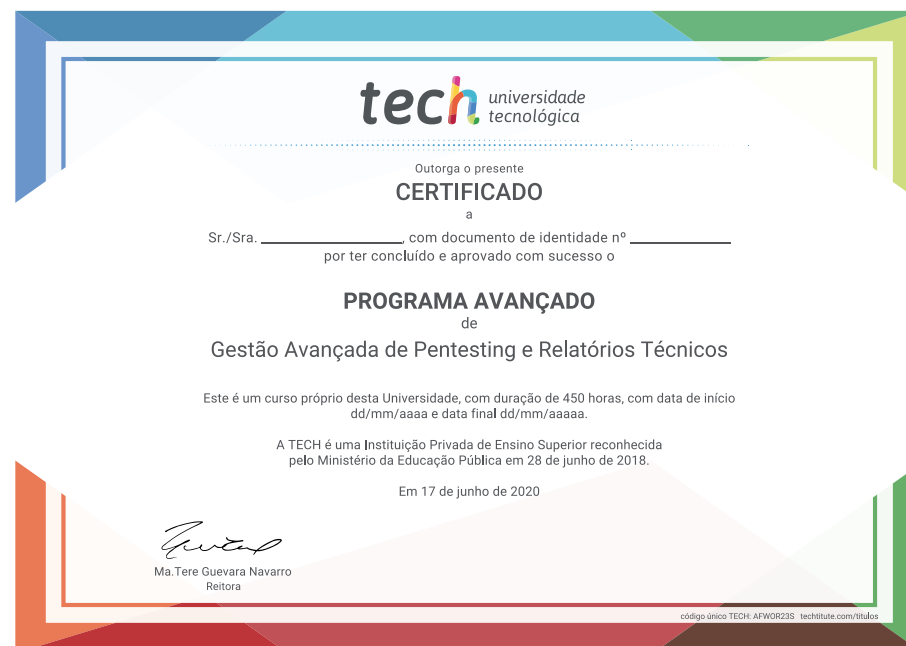 tech universidade
tecnológica
Outorga o presente
CERTIFICADO
a
Sr./Sra. , com documento de identidade nº
por ter concluído e aprovado com sucesso o
PROGRAMA AVANÇADO
de
Gestão Avançada de Pentesting e Relatórios Técnicos
Este é um curso próprio desta Universidade, com duração de 450 horas, com data de início
dd/mm/aaaa e data final dd/mm/aaaaa.
A TECH é uma Instituição Privada de Ensino Superior reconhecida
pelo Ministério da Educação Pública em 28 de junho de 2018.
Em 17 de junho de 2020
Ma.Tere Guevara Navarro
Reitora
código único TECH: AFWOR23S techtitute.com/titulos